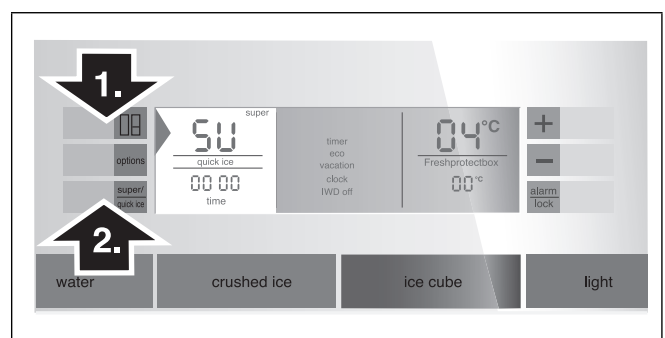 1.
super
SU
04°C
+
timer
options
quick ice
eco
Freshprotectbox
–
vacation
super/
quick ice
00 00
clock
00°C
alarm
lock
time
IWD off
2.
water
crushed ice
ice cube
light